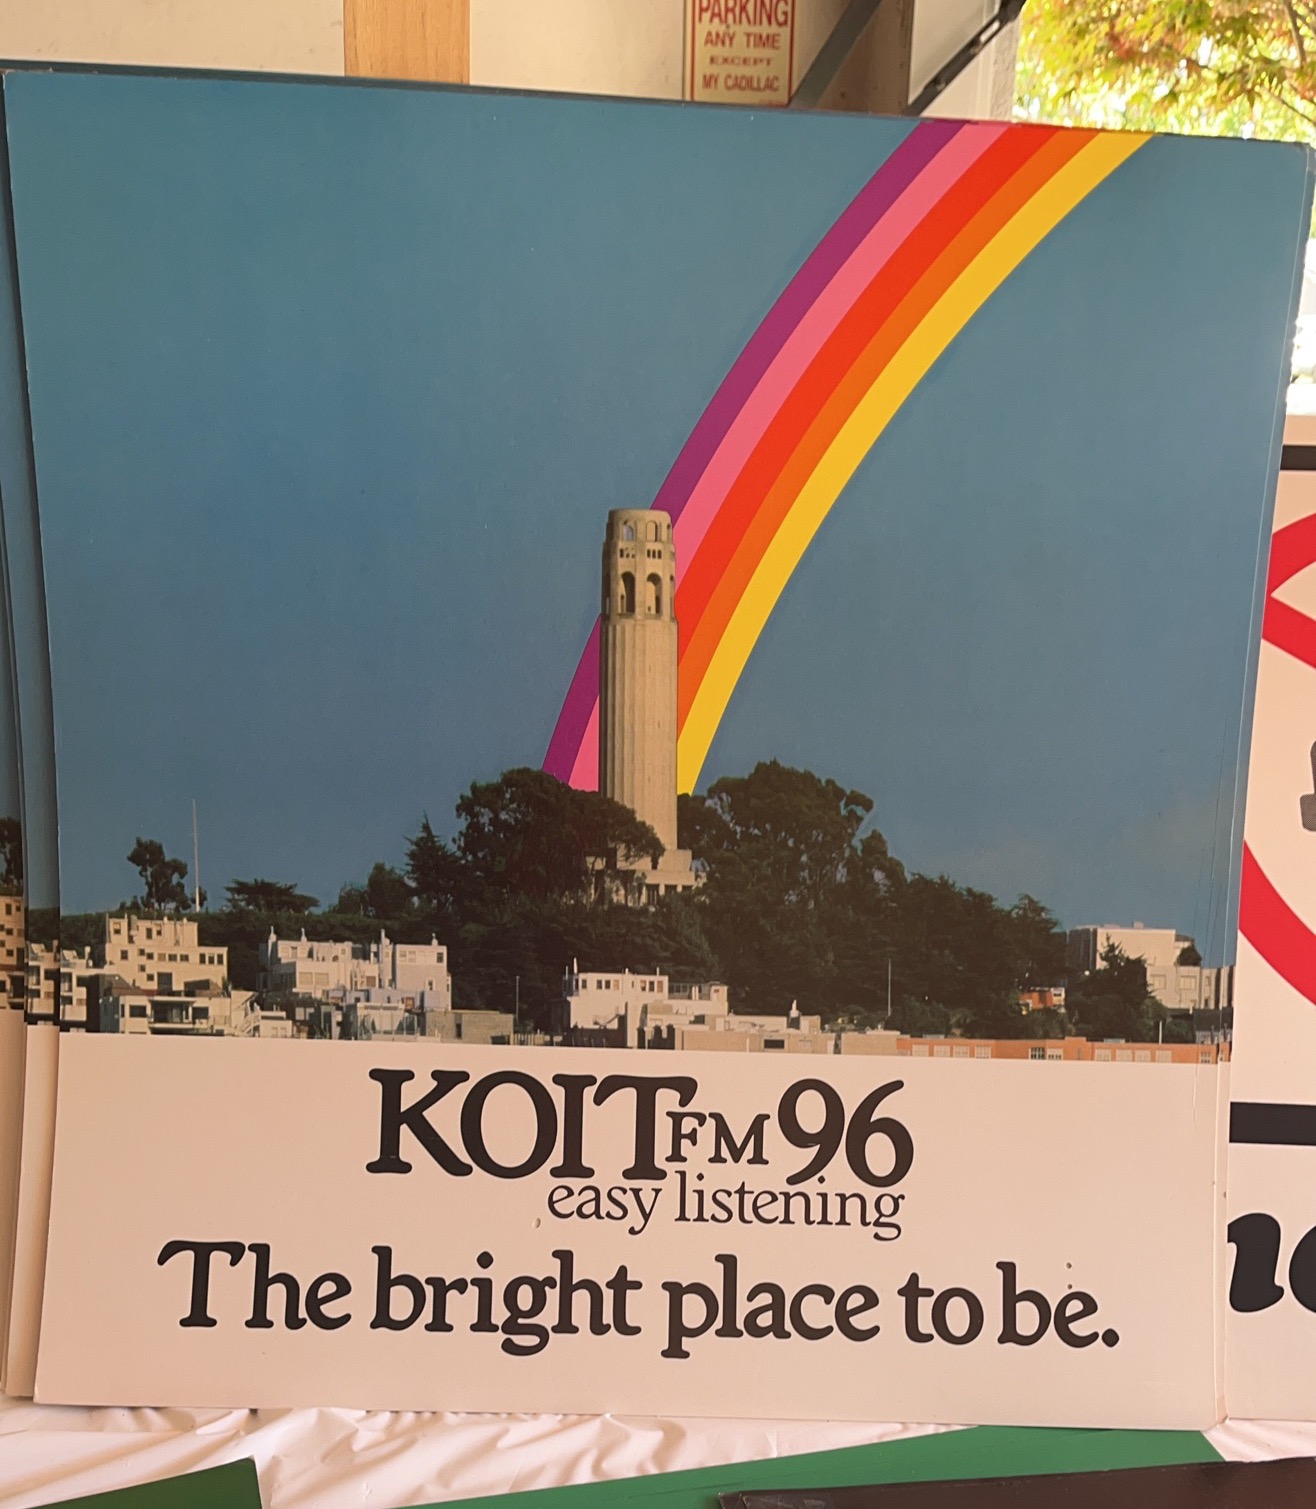 PARKING
ANY TIME
EXCEPT
MY CADILLAC
KOIT FM 96
easy listening
The bright place to be.